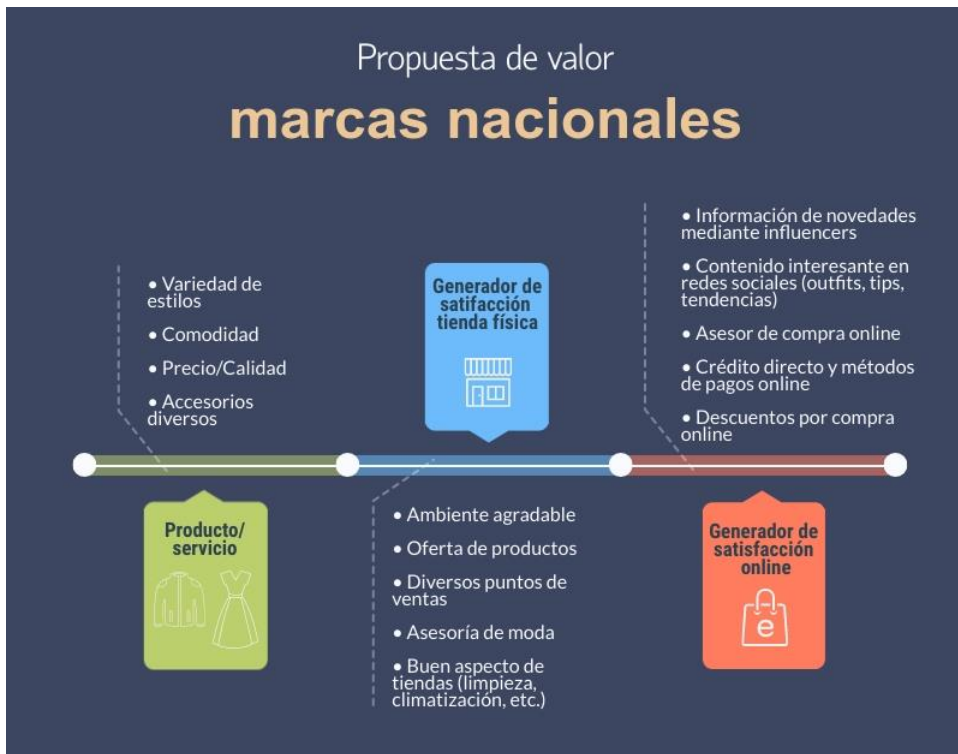 Propuesta de valor
marcas nacionales
• Variedad de
estilos
• Comodidad
• Precio/Calidad
• Accesorios
diversos
Generador de
satifacción
tienda física
• Información de novedades
mediante influencers
• Contenido interesante en
redes sociales (outfits, tips,
tendencias)
• Asesor de compra online
• Crédito directo y métodos
de pagos online
• Descuentos por compra
online
Producto/
servicio
• Ambiente agradable
• Oferta de productos
• Diversos puntos de
ventas
• Asesoría de moda
• Buen aspecto de
tiendas (limpieza,
climatización, etc.)
Generador de
satisfacción
online
e